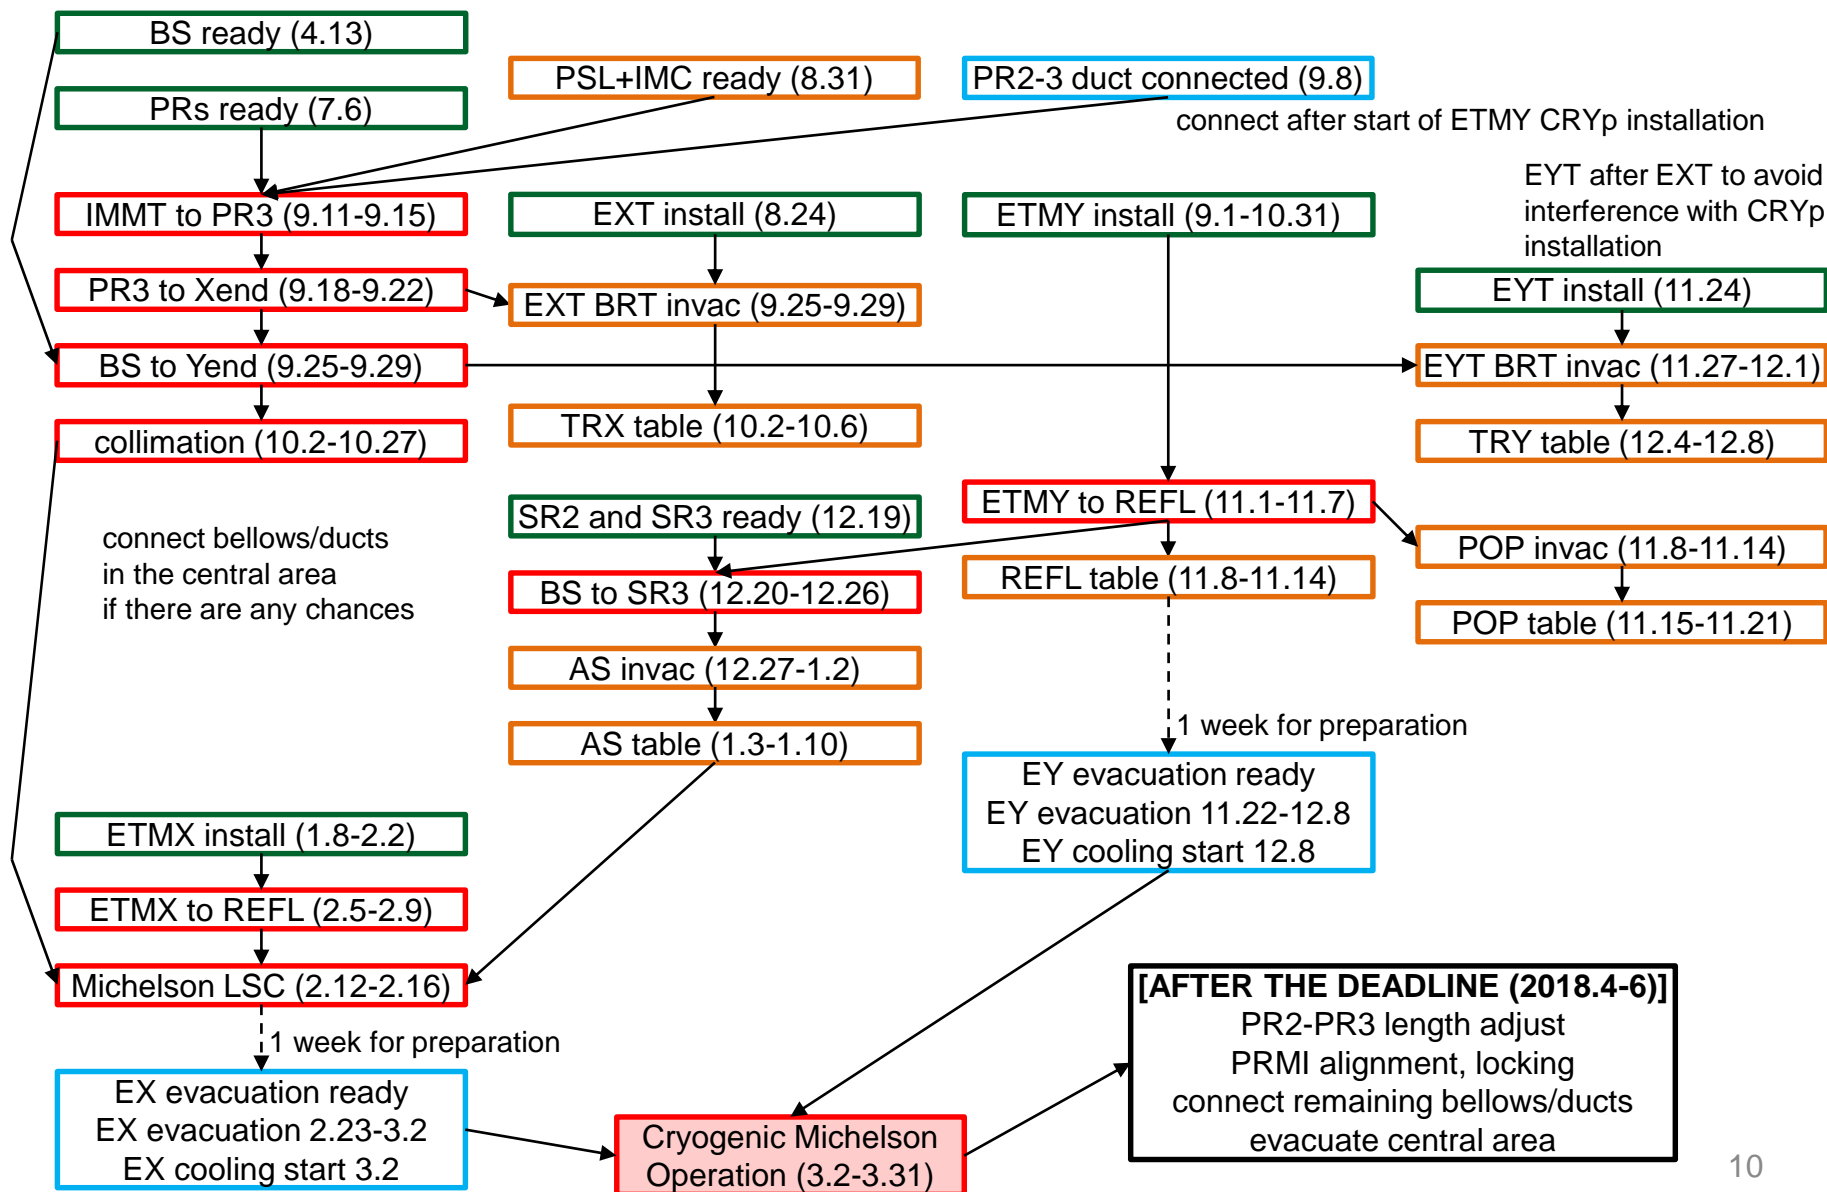 BS ready (4.13)
PSL+IMC ready (8.31)
PR2-3 duct connected (9.8)
PRs ready (7.6)
connect after start of ETMY CRYp installation
EYT after EXT to avoid
interference with CRYp
installation
IMMT to PR3 (9.11-9.15)
EXT install (8.24)
ETMY install (9.1-10.31)
PR3 to Xend (9.18-9.22)
EXT BRT invac (9.25-9.29)
EYT install (11.24)
BS to Yend (9.25-9.29)
EYT BRT invac (11.27-12.1)
collimation (10.2-10.27)
TRX table (10.2-10.6)
TRY table (12.4-12.8)
connect bellows/ducts
in the central area
if there are any chances
SR2 and SR3 ready (12.19)
ETMY to REFL (11.1-11.7)
POP invac (11.8-11.14)
BS to SR3 (12.20-12.26)
REFL table (11.8-11.14)
POP table (11.15-11.21)
AS invac (12.27-1.2)
AS table (1.3-1.10)
1 week for preparation
EY evacuation ready
EY evacuation 11.22-12.8
EY cooling start 12.8
ETMX install (1.8-2.2)
ETMX to REFL (2.5-2.9)
Michelson LSC (2.12-2.16)
1 week for preparation
EX evacuation ready
EX evacuation 2.23-3.2
EX cooling start 3.2
Cryogenic Michelson
Operation (3.2-3.31)
[AFTER THE DEADLINE (2018.4-6)]
PR2-PR3 length adjust
PRMI alignment, locking
connect remaining bellows/ducts
evacuate central area
10